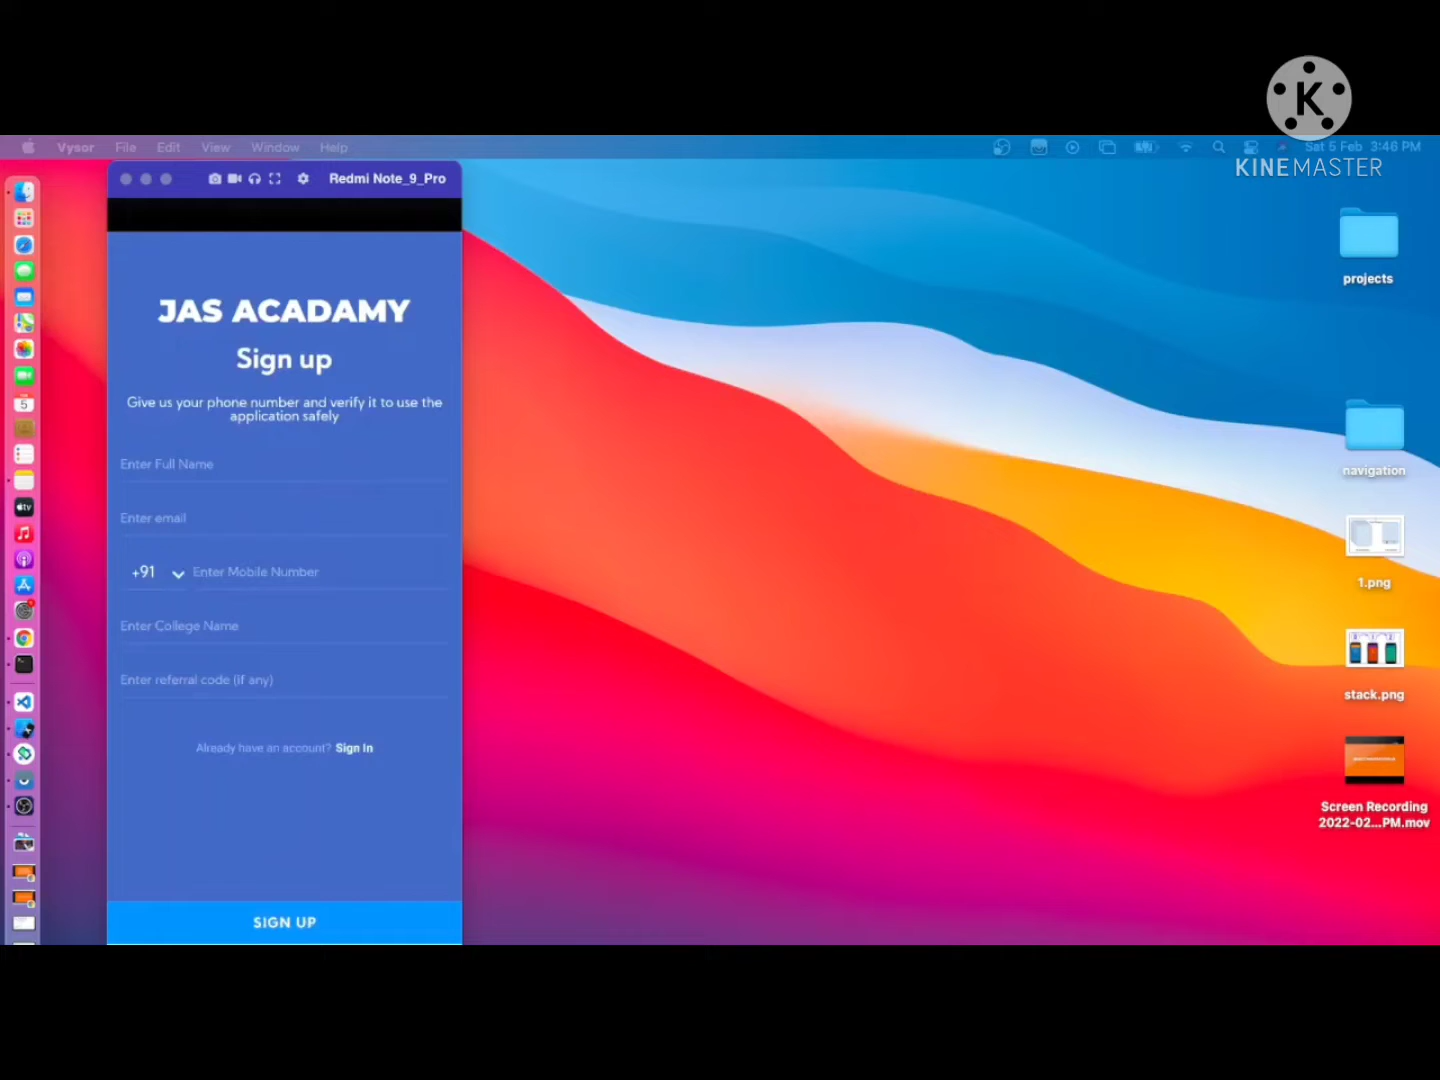 KINEMASTER
Vysor File Edit View Window Help
Sat 5 Feb 3:46 PM
Redmi Note_9_Pro
JAS ACADAMY
Sign up
Give us your phone number and verify it to use the
application safely
Enter Full Name
Enter email
+91 Enter Mobile Number
Enter College Name
Enter referral code (if any)
Already have an account? Sign In
SIGN UP
projects
navigation
1.png
stack.png
Screen Recording
2022-02...PM.mov
5
tv